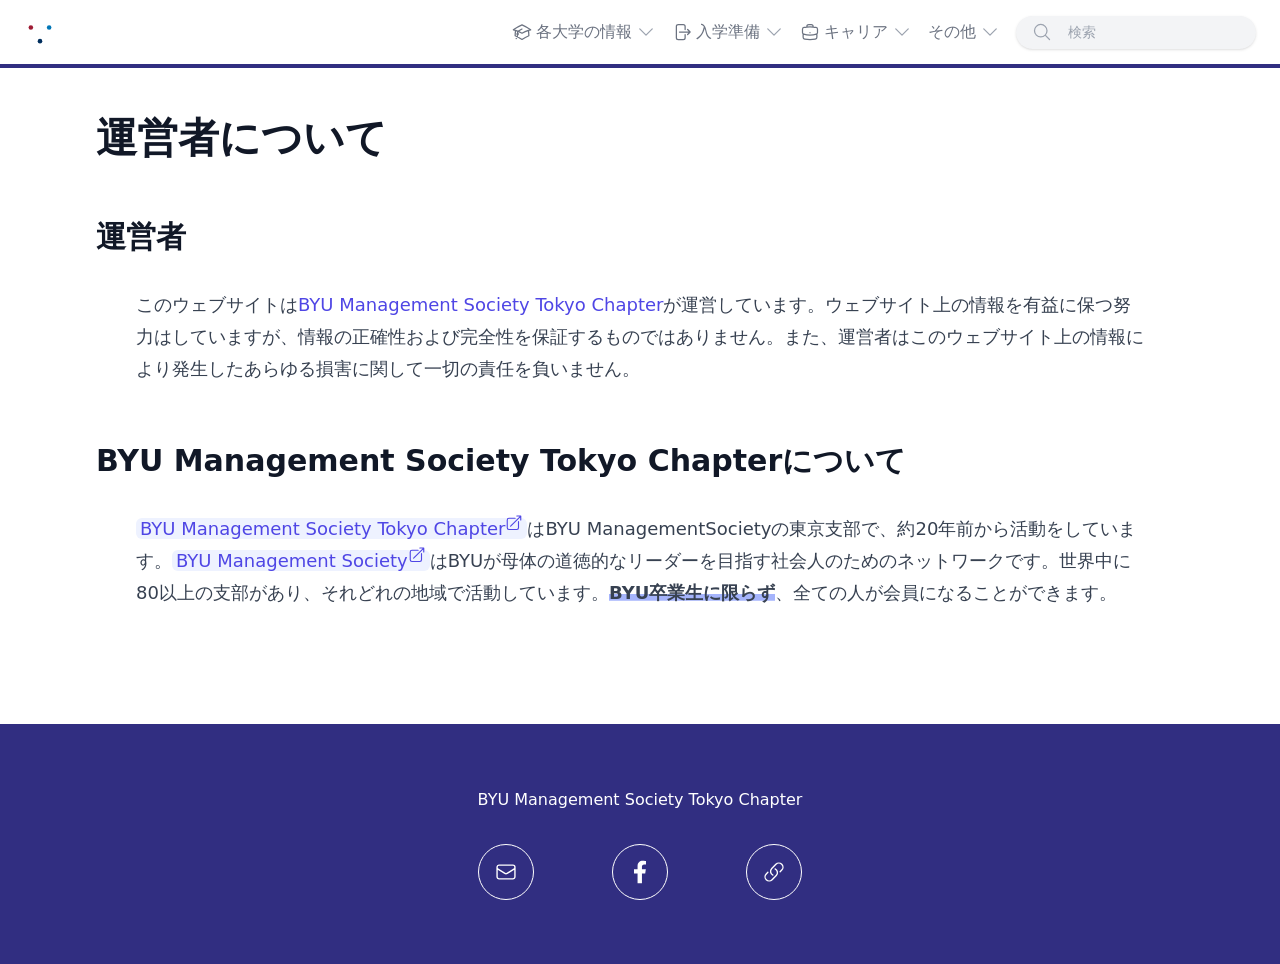 各大学の情報 入学準備 キャリア その他 検索
運営者について
運営者
このウェブサイトはBYU Management Society Tokyo Chapterが運営しています。ウェブサイト上の情報を有益に保つ努
力はしていますが、情報の正確性および完全性を保証するものではありません。また、運営者はこのウェブサイト上の情報に
より発生したあらゆる損害に関して一切の責任を負いません。
BYU Management Society Tokyo Chapterについて
BYU Management Society Tokyo ChapterはBYU ManagementSocietyの東京支部で、約20年前から活動をしていま
す。BYU Management SocietyはBYUが母体の道徳的なリーダーを目指す社会人のためのネットワークです。世界中に
80以上の支部があり、それどれの地域で活動しています。BYU卒業生に限らず、全ての人が会員になることができます。
BYU Management Society Tokyo Chapter